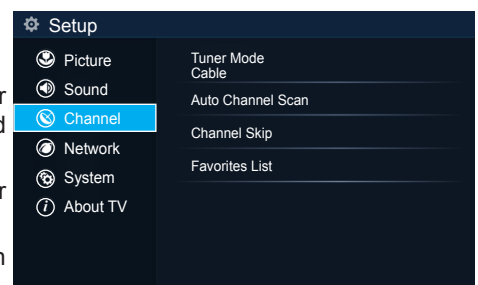 Setup
Picture
Sound
Channel
Network
System
About TV
Tuner Mode
Cable
Auto Channel Scan
Channel Skip
Favorites List